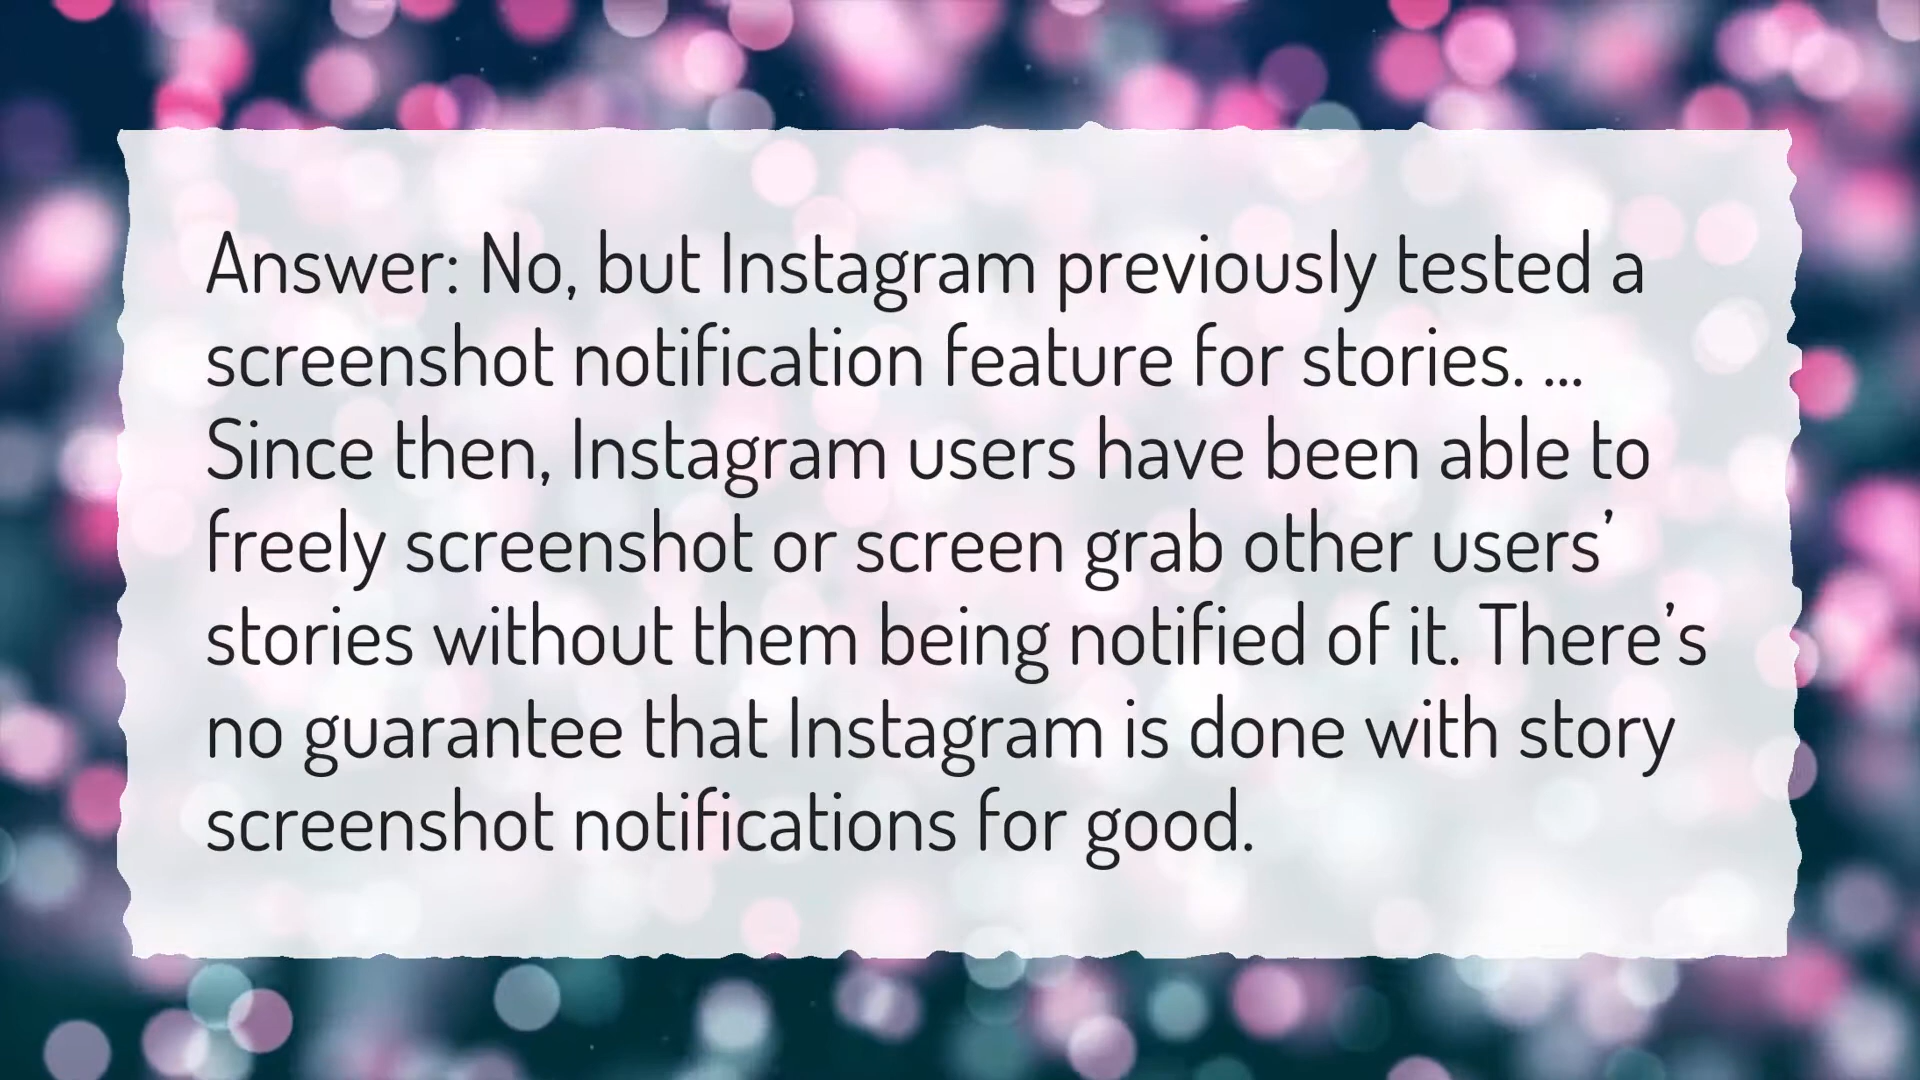 Answer: No, but Instagram previously tested a
screenshot notification feature for stories. ...
Since then, Instagram users have been able to
freely screenshot or screen grab other users’
stories without them being notified of it. There’s
no guarantee that Instagram is done with story
screenshot notifications for good.